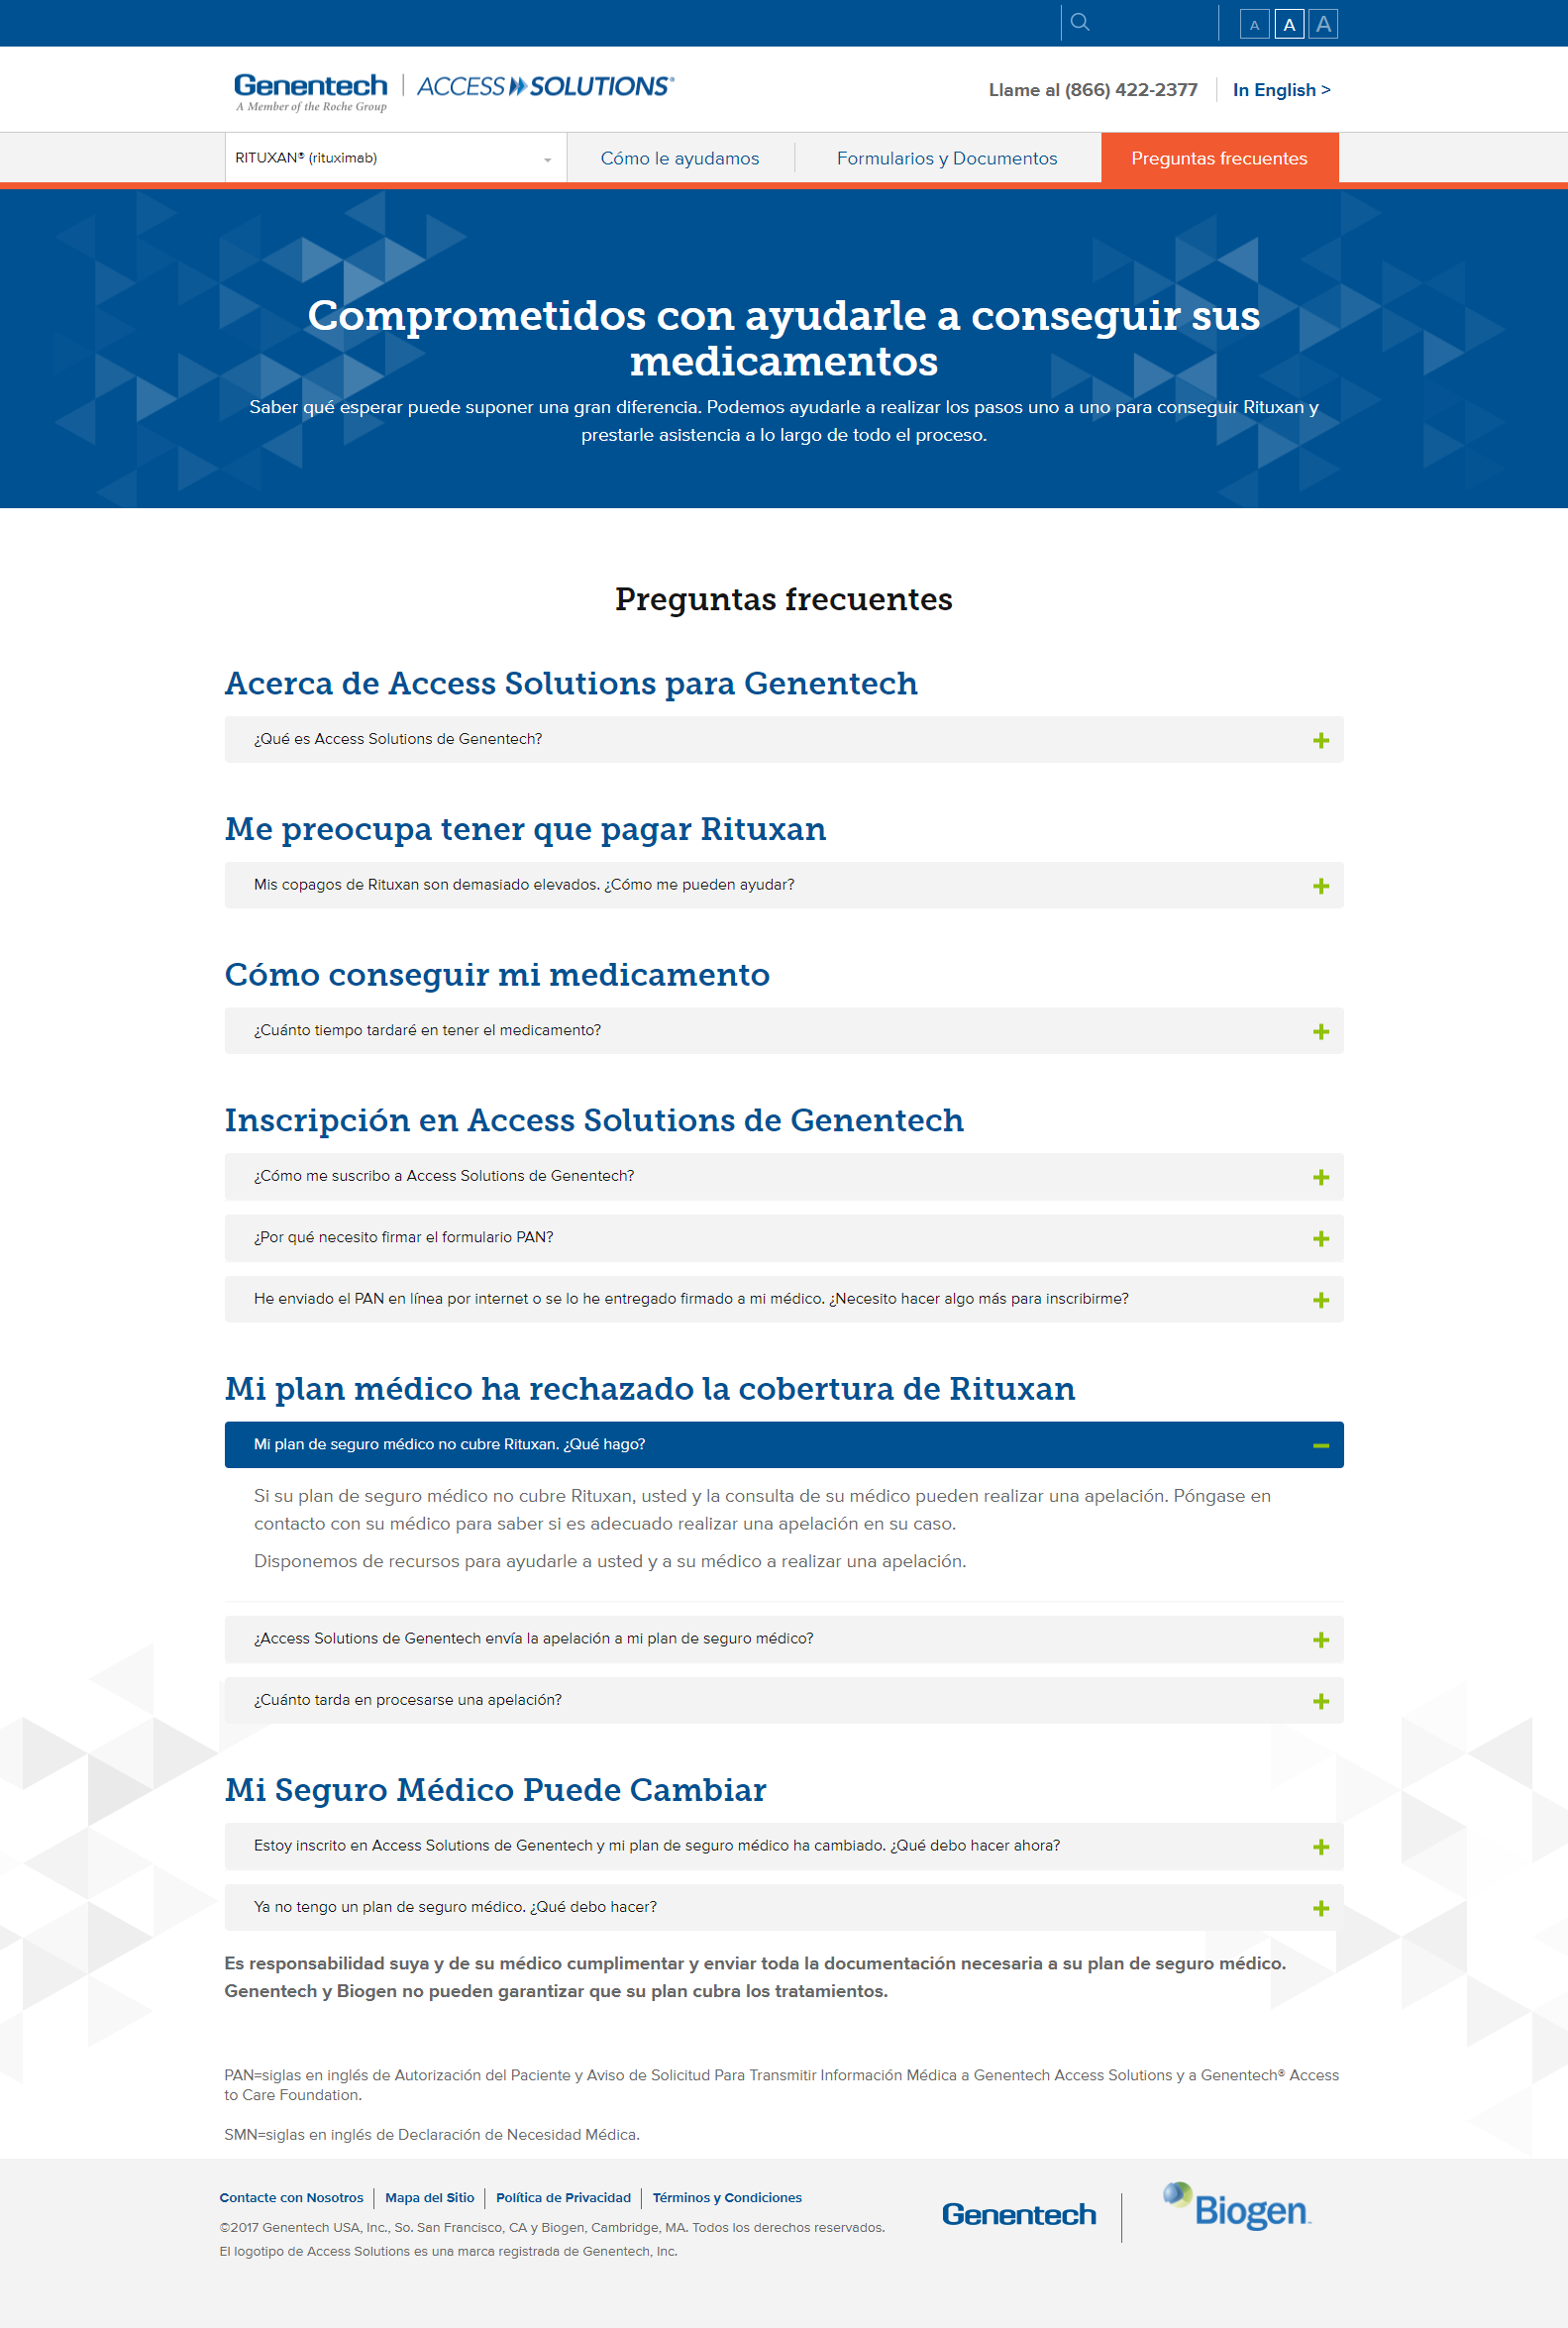 A A A
Genentech
A Member of the Roche Group
ACCESS SOLUTIONS®
Llame al (866) 422-2377
In English >
RITUXAN® (rituximab)
Cómo le ayudamos
Formularios y Documentos
Preguntas frecuentes
Comprometidos con ayudarle a conseguir sus
medicamentos
Saber qué esperar puede suponer una gran diferencia. Podemos ayudarle a realizar los pasos uno a uno para conseguir Rituxan y
prestarle asistencia a lo largo de todo el proceso.
Preguntas frecuentes
Acerca de Access Solutions para Genentech
¿Qué es Access Solutions de Genentech?
Me preocupa tener que pagar Rituxan
Mis copagos de Rituxan son demasiado elevados. ¿Cómo me pueden ayudar?
Cómo conseguir mi medicamento
¿Cuánto tiempo tardaré en tener el medicamento?
Inscripción en Access Solutions de Genentech
¿Cómo me suscribo a Access Solutions de Genentech?
¿Por qué necesito firmar el formulario PAN?
He enviado el PAN en línea por internet o se lo he entregado firmado a mi médico. ¿Necesito hacer algo más para inscribirme?
Mi plan médico ha rechazado la cobertura de Rituxan
Mi plan de seguro médico no cubre Rituxan. ¿Qué hago?
Si su plan de seguro médico no cubre Rituxan, usted y la consulta de su médico pueden realizar una apelación. Póngase en
contacto con su médico para saber si es adecuado realizar una apelación en su caso.
Disponemos de recursos para ayudarle a usted y a su médico a realizar una apelación.
¿Access Solutions de Genentech envía la apelación a mi plan de seguro médico?
¿Cuánto tarda en procesarse una apelación?
Mi Seguro Médico Puede Cambiar
Estoy inscrito en Access Solutions de Genentech y mi plan de seguro médico ha cambiado. ¿Qué debo hacer ahora?
Ya no tengo un plan de seguro médico. ¿Qué debo hacer?
Es responsabilidad suya y de su médico cumplimentar y enviar toda la documentación necesaria a su plan de seguro médico.
Genentech y Biogen no pueden garantizar que su plan cubra los tratamientos.
PAN=siglas en inglés de Autorización del Paciente y Aviso de Solicitud Para Transmitir Información Médica a Genentech Access Solutions y a Genentech® Access
to Care Foundation.
SMN=siglas en inglés de Declaración de Necesidad Médica.
Contacte con Nosotros
Mapa del Sitio
Política de Privacidad
Términos y Condiciones
©2017 Genentech USA, Inc., So. San Francisco, CA y Biogen, Cambridge, MA. Todos los derechos reservados.
El logotipo de Access Solutions es una marca registrada de Genentech, Inc.
Genentech
Biogen